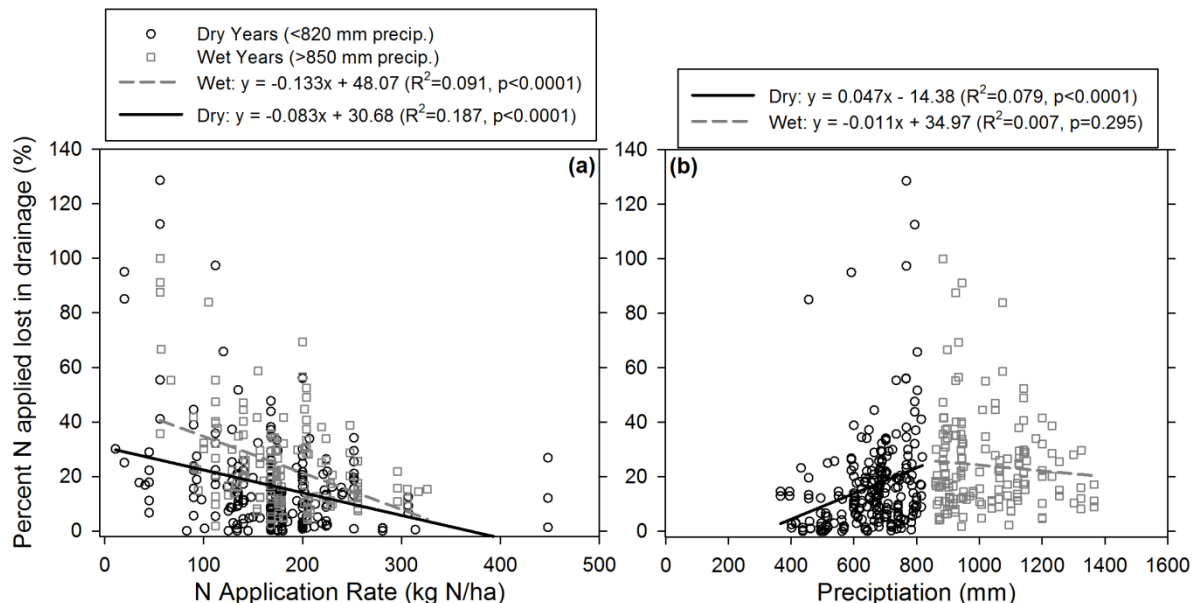 Dry Years (<820 mm precip.)
Wet Years (>850 mm precip.)
Wet: y = -0.133x + 48.07 (R²=0.091, p<0.0001)
Dry: y = -0.083x + 30.68 (R²=0.187, p<0.0001)
Dry: y = 0.047x - 14.38 (R²=0.079, p<0.0001)
Wet: y = -0.011x + 34.97 (R²=0.007, p=0.295)
Percent N applied lost in drainage (%)
140
120
100
80
60
40
20
0
(a)
0 100 200 300 400 500
N Application Rate (kg N/ha)
(b)
140
120
100
80
60
40
20
0
200 400 600 800 1000 1200 1400 1600
Preciptiation (mm)